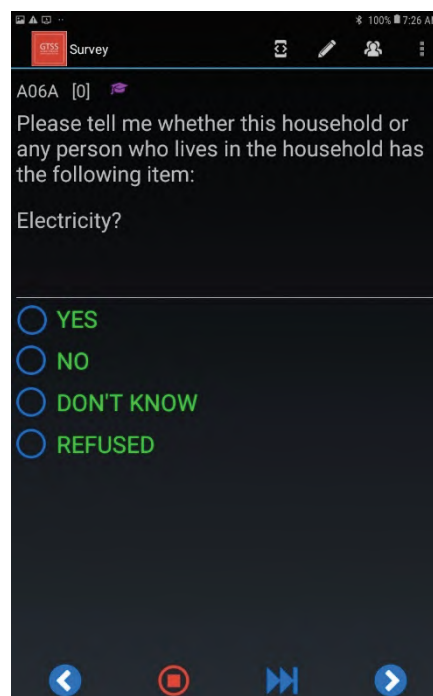 100% 7:26 A
GTSS Survey
A06A [0]
Please tell me whether this household or
any person who lives in the household has
the following item:
Electricity?
YES
NO
DON'T KNOW
REFUSED